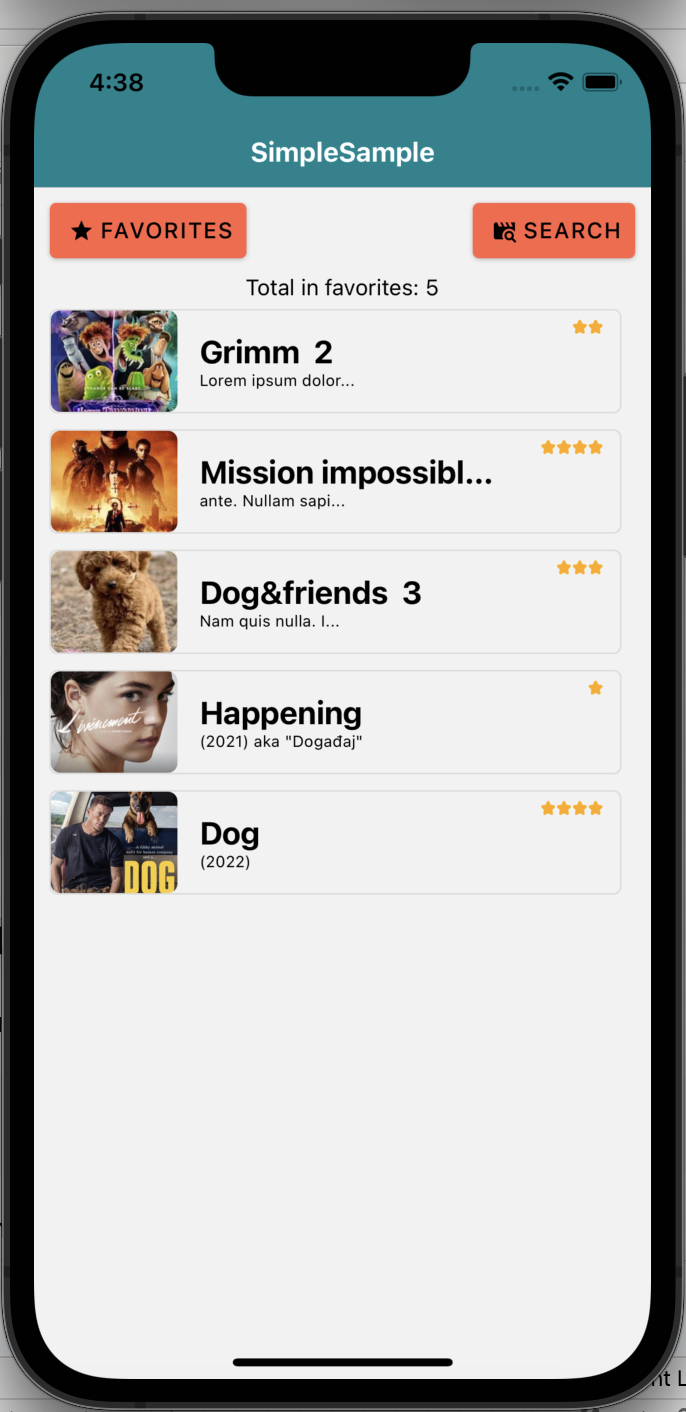 4:38
SimpleSample
FAVORITES
SEARCH
Total in favorites: 5
Grimm 2
Lorem ipsum dolor...
Mission impossibl...
ante. Nullam sapi...
Dog&friends 3
Nam quis nulla. I...
Happening
(2021) aka "Događaj"
L'événement
Dog
(2022)
DOG
nt L